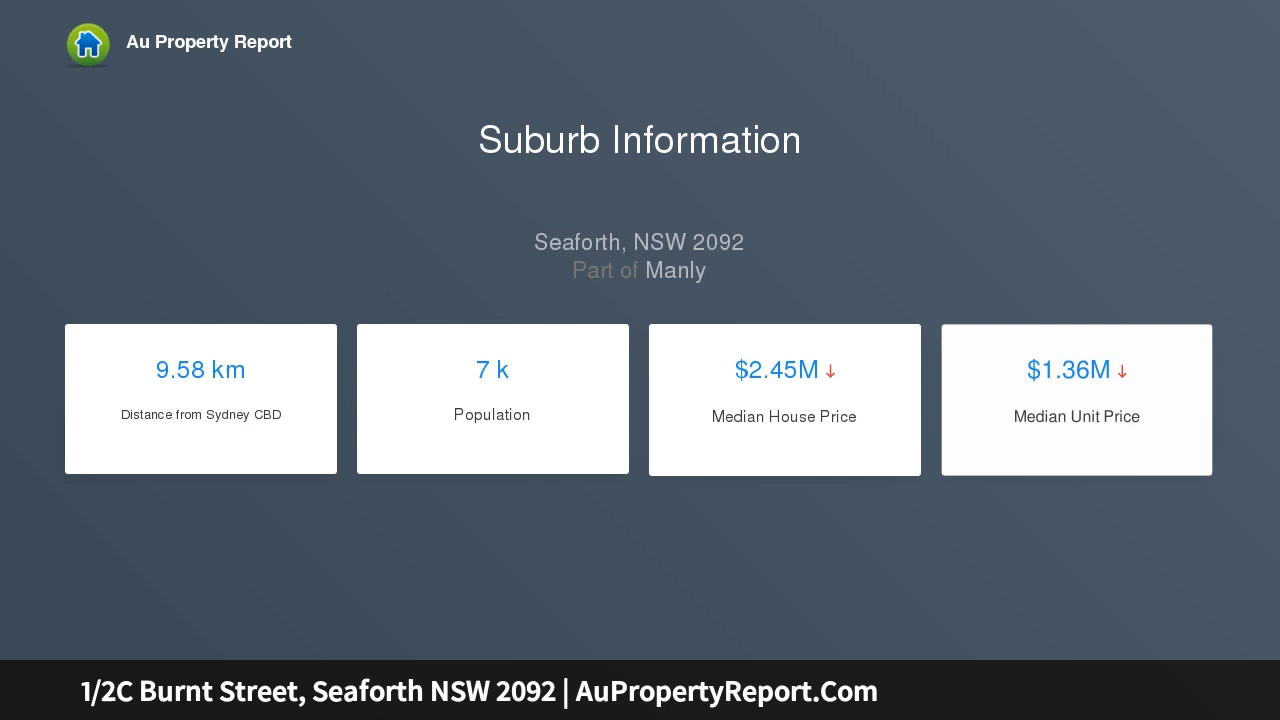 Au Property Report
Suburb Information
Seaforth, NSW 2092
Part of Manly
9.58 km
Distance from Sydney CBD
7 k
Population
$2.45M ↓
Median House Price
$1.36M ↓
Median Unit Price
1/2C Burnt Street, Seaforth NSW 2092 | AuPropertyReport.Com